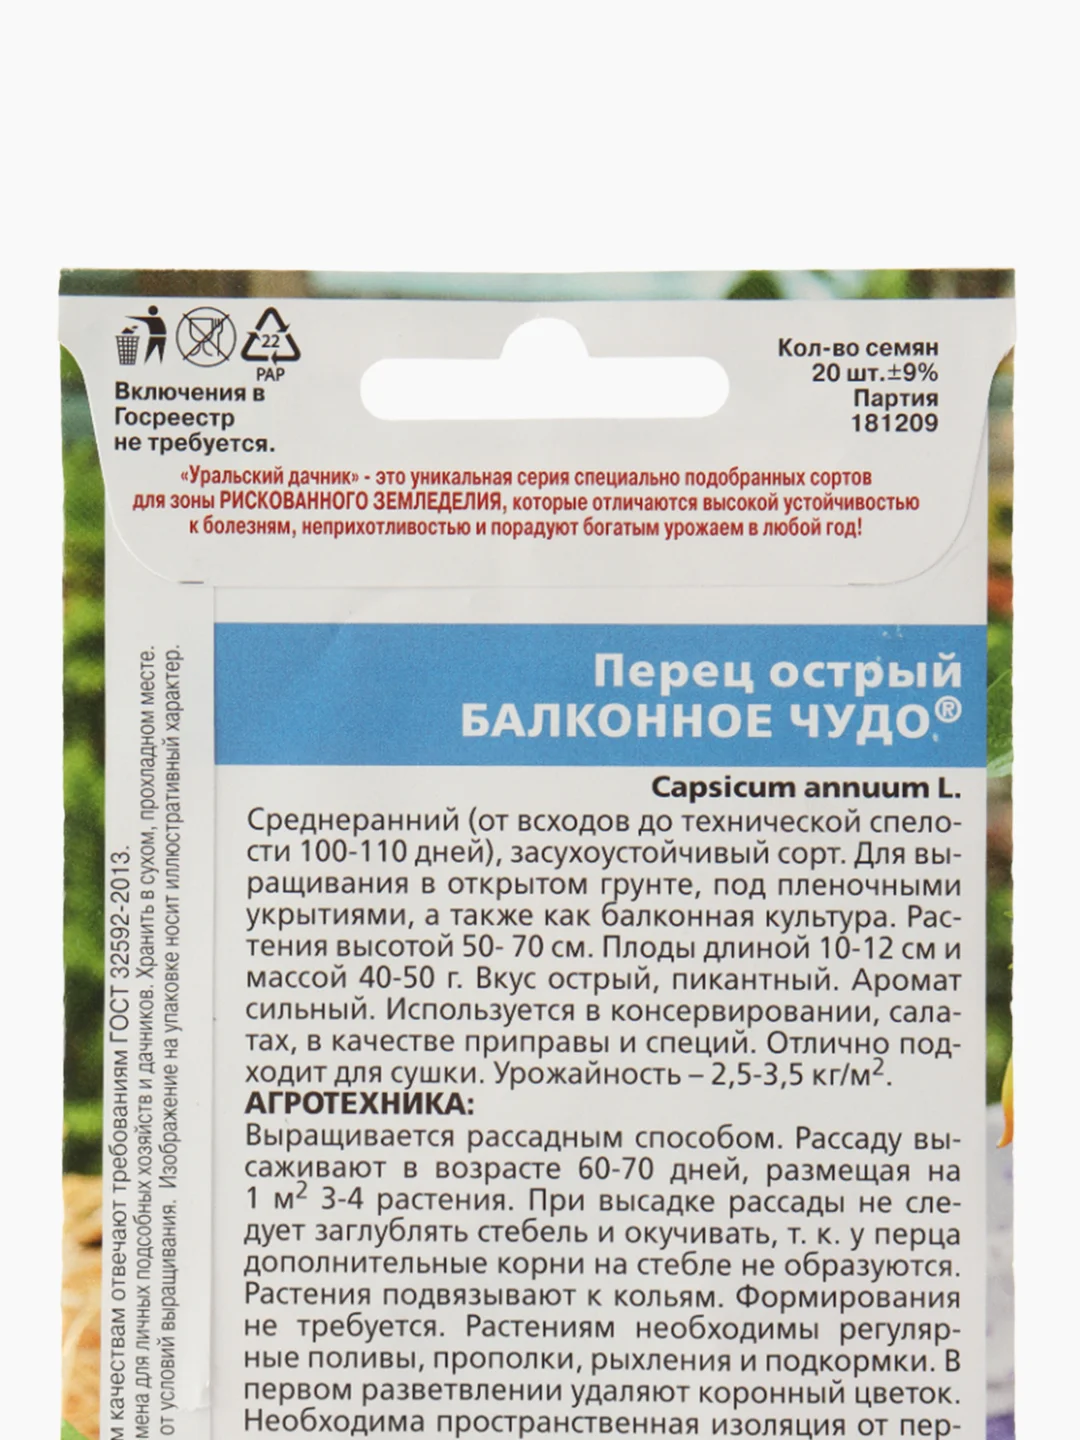 22
PAP
Включения в
Госреестр
не требуется.
Кол-во семян
20 шт.±9%
Партия
181209
«Уральский дачник» - это уникальная серия специально подобранных сортов
для зоны РИСКОВАННОГО ЗЕМЛЕДЕЛИЯ, которые отличаются высокой устойчивостью
к болезням, неприхотливостью и порадуют богатым урожаем в любой год!
Перец острый
БАЛКОННОЕ ЧУДО®
Capsicum annuum L.
Среднеранний (от всходов до технической спело-
сти 100-110 дней), засухоустойчивый сорт. Для вы-
ращивания в открытом грунте, под пленочными
укрытиями, а также как балконная культура. Рас-
тения высотой 50- 70 см. Плоды длиной 10-12 см и
массой 40-50 г. Вкус острый, пикантный. Аромат
сильный. Используется в консервировании, сала-
тах, в качестве приправы и специй. Отлично под-
ходит для сушки. Урожайность – 2,5-3,5 кг/м².
АГРОТЕХНИКА:
Выращивается рассадным способом. Рассаду вы-
саживают в возрасте 60-70 дней, размещая на
1 м² 3-4 растения. При высадке рассады не сле-
дует заглублять стебель и окучивать, т. к. у перца
дополнительные корни на стебле не образуются.
Растения подвязывают к кольям. Формирования
не требуется. Растениям необходимы регуляр-
ные поливы, прополки, рыхления и подкормки. В
первом разветвлении удаляют коронный цветок.
Необходима пространственная изоляция от пер-
м качествам отвечают требованиям ГОСТ 32592-2013.
мена для личных подсобных хозяйств и дачников. Хранить в сухом, прохладном месте.
от условий выращивания. Изображение на упаковке носит иллюстративный характер.